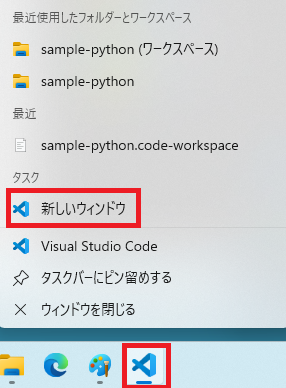 最近使用したフォルダーとワークスペース
sample-python (ワークスペース)
sample-python
最近
sample-python.code-workspace
タスク
新しいウィンドウ
Visual Studio Code
タスクバーにピン留めする
ウィンドウを閉じる